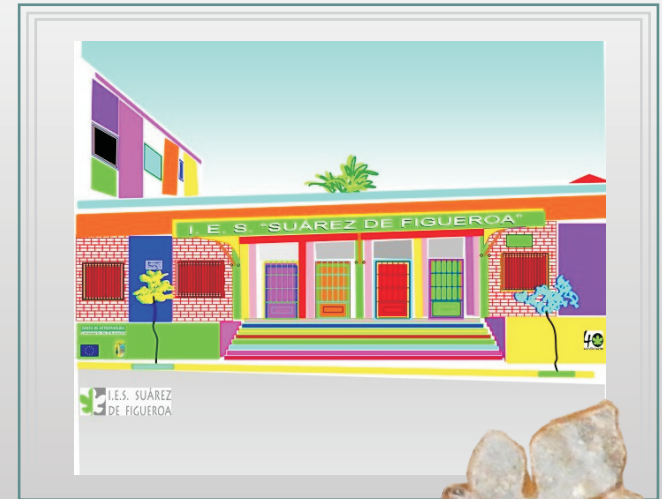 I. E. S. "SUÁREZ DE FIGUEROA"
40
I.E.S. SUÁREZ
DE FIGUEROA